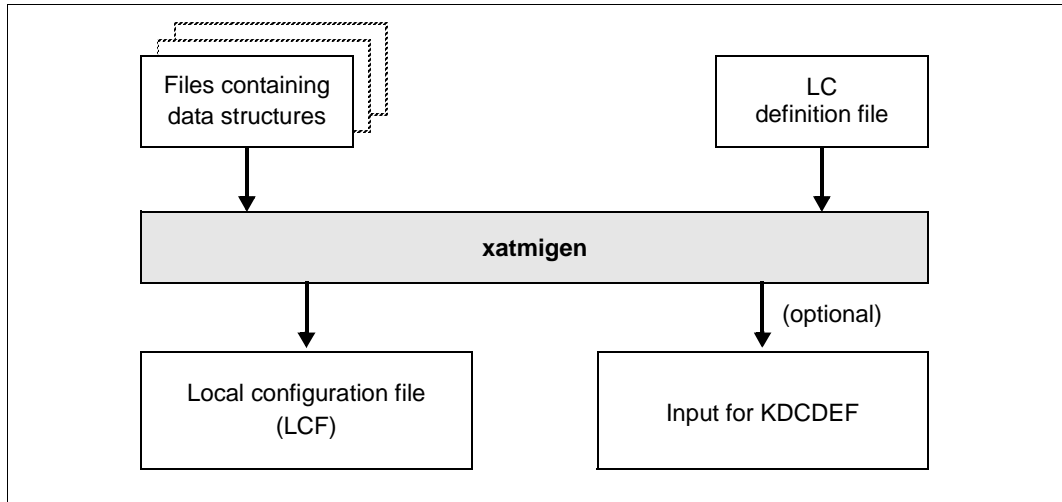 Files containing
data structures
LC
definition file
xatmigen
(optional)
Local configuration file
(LCF)
Input for KDCDEF